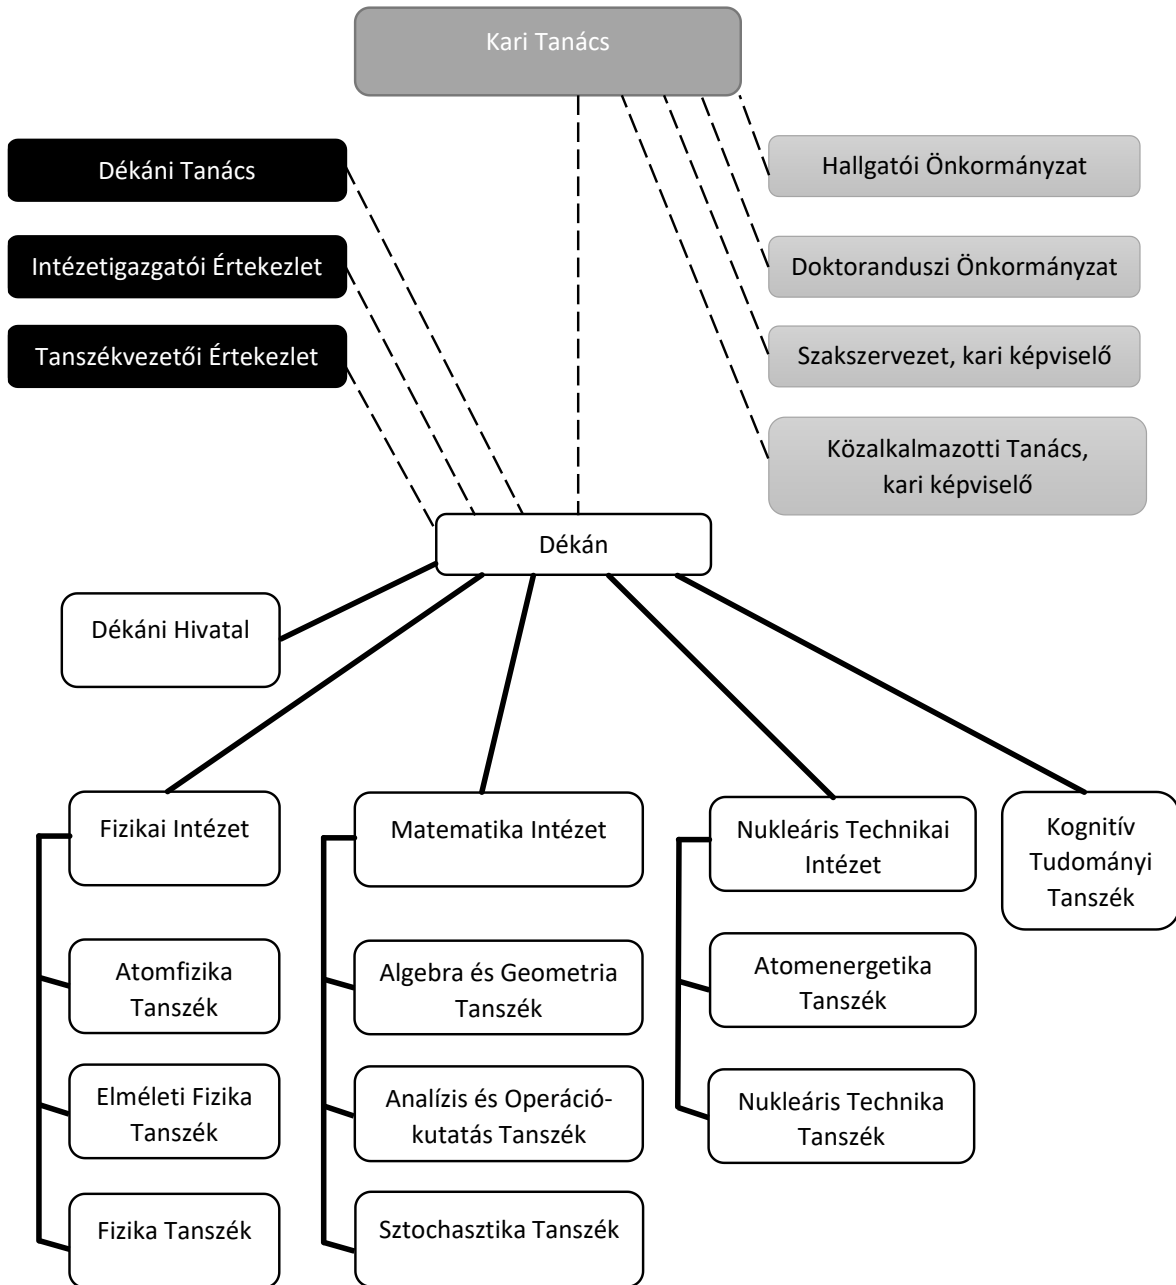 Kari Tanács
Dékáni Tanács
Hallgatói Önkormányzat
Intézetigazgatói Értekezlet
Doktoranduszi Önkormányzat
Tanszékvezetői Értekezlet
Szakszervezet, kari képviselő
Közalkalmazotti Tanács,
kari képviselő
Dékán
Dékáni Hivatal
Fizikai Intézet
Matematika Intézet
Nukleáris Technikai
Intézet
Kognitív
Tudományi
Tanszék
Atomfizika
Tanszék
Algebra és Geometria
Tanszék
Atomenergetika
Tanszék
Elméleti Fizika
Tanszék
Analízis és Operáció-
kutatás Tanszék
Nukleáris Technika
Tanszék
Fizika Tanszék
Sztochasztika Tanszék